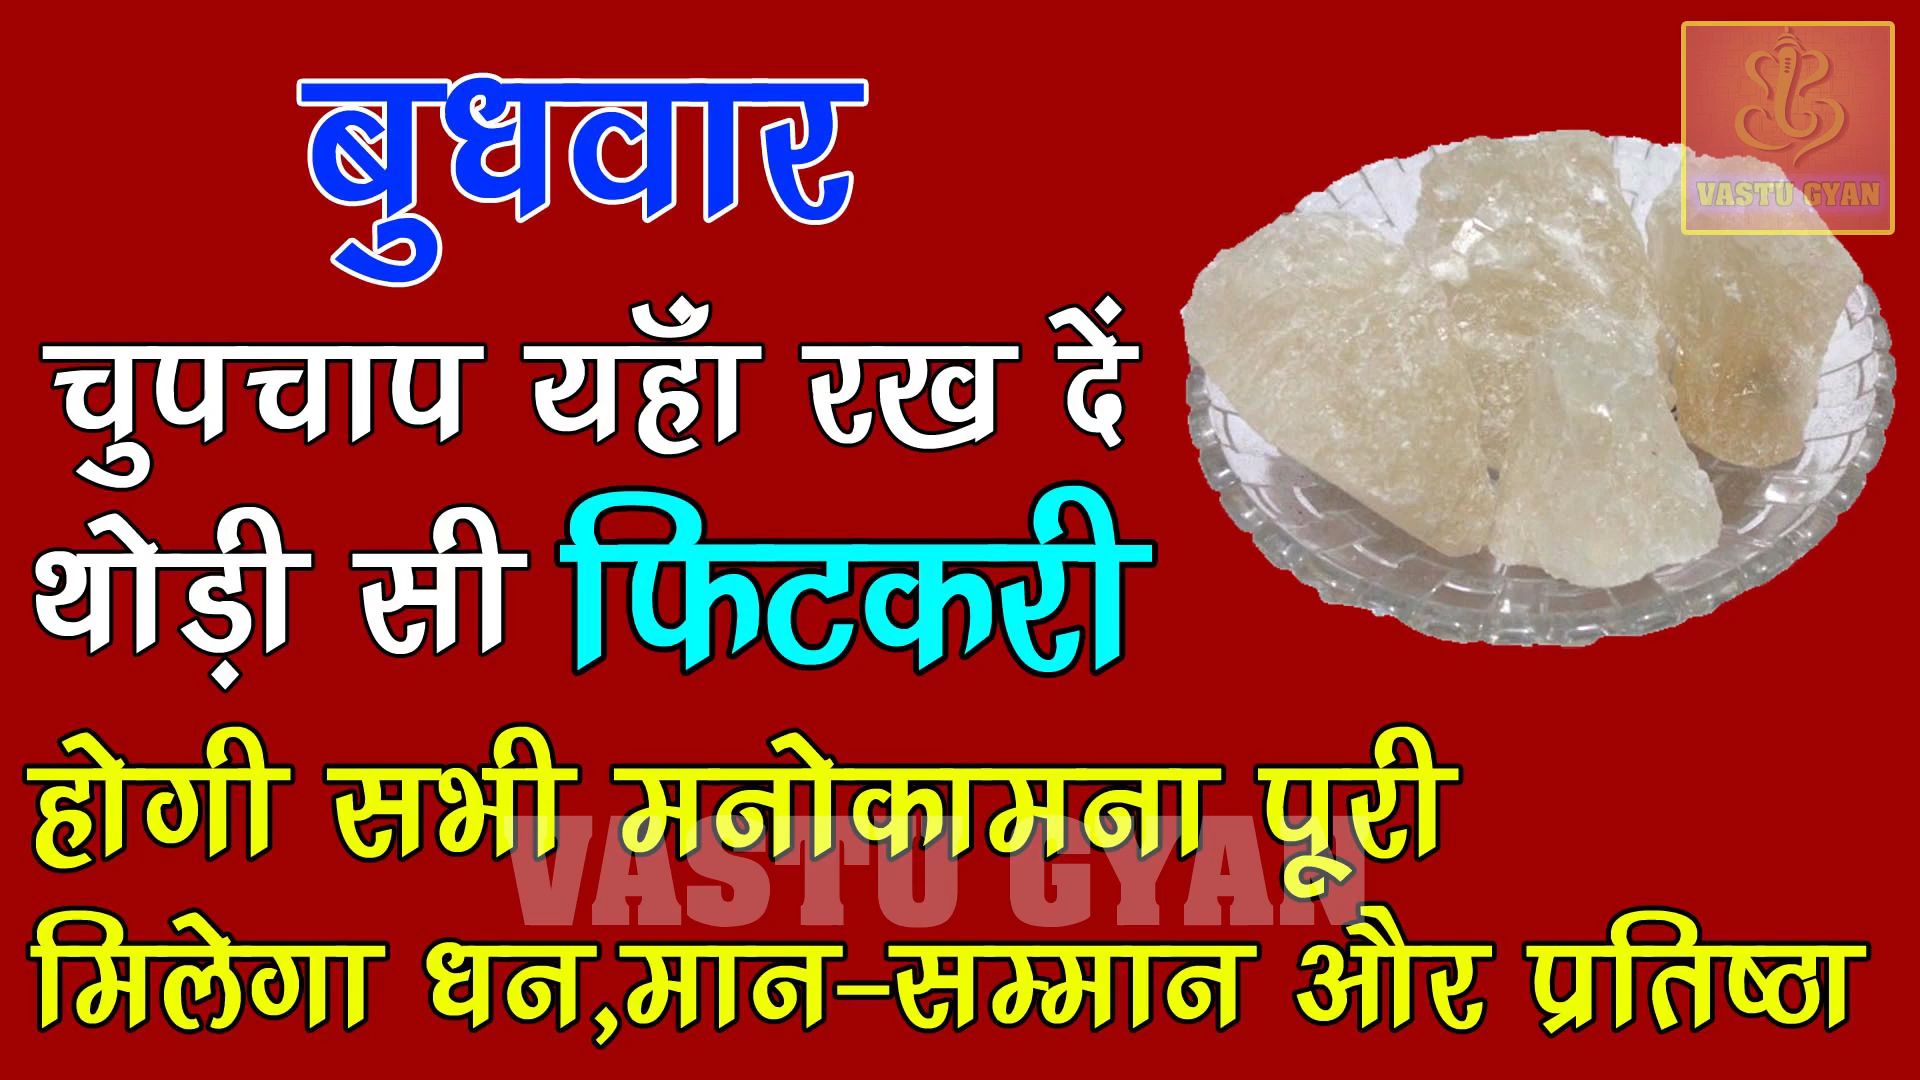 बुधवार
VASTU GYAN
चुपचाप यहाँ रख दें
थोड़ी सी फिटकरी
होगी सभी मनोकामना पूरी
VASTU GYAN
मिलेगा धन,मान-सम्मान और प्रतिष्ठा